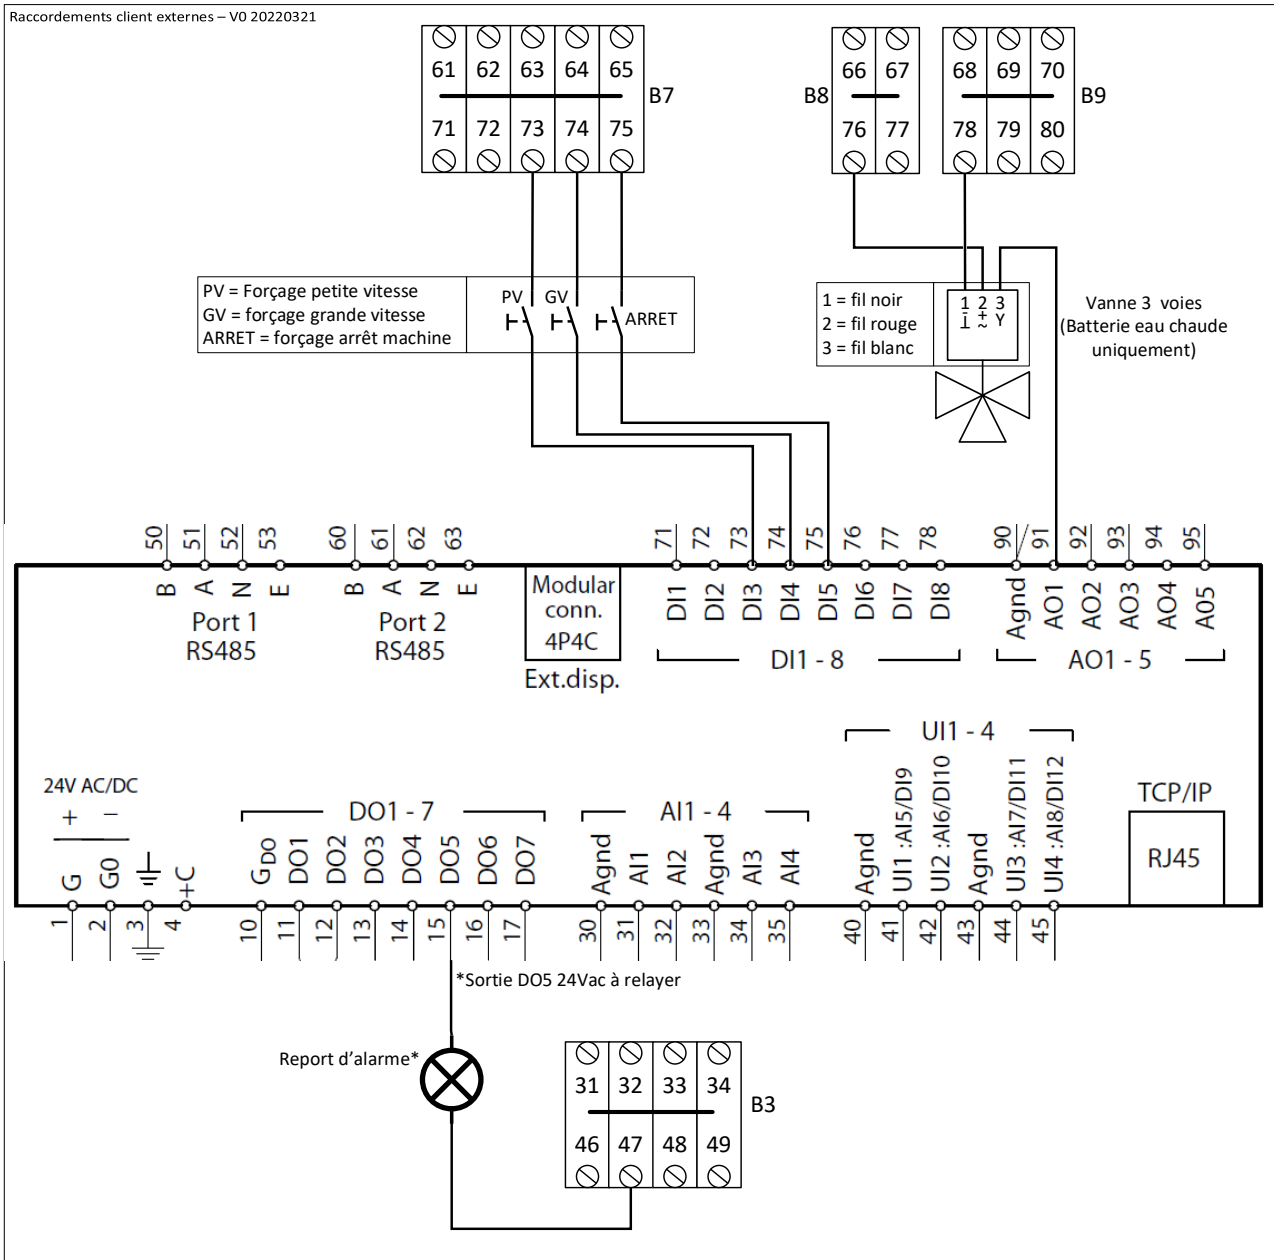 Raccordements client externes – V0 20220321
61 62 63 64 65
B7
71 72 73 74 75
66 67
B8
76 77
68 69 70
B9
78 79 80
PV = Forçage petite vitesse
GV = forçage grande vitesse
ARRET = forçage arrêt machine
PV GV ARRET
1 = fil noir
2 = fil rouge
3 = fil blanc
1 2 3
+ Y
~
Vanne 3 voies
(Batterie eau chaude
uniquement)
50 51 52 53 60 61 62 63 71 72 73 74 75 76 77 78 90 91 92 93 94 95
B A N E
Port 1
RS485
B A N E
Port 2
RS485
Modular
conn.
4P4C
Ext.disp.
DI1 DI2 DI3 DI4 DI5 DI6 DI7 DI8
DI1 - 8
Agnd AO1 AO2 AO3 AO4 A05
AO1 - 5
24V AC/DC
+ –
G G0 +C
DO1 - 7
GDO DO1 DO2 DO3 DO4 DO5 DO6 DO7
AI1 - 4
Agnd AI1 AI2 Agnd AI3 AI4
UI1 - 4
Agnd UI1 :AI5/DI9 UI2 :AI6/DI10 Agnd UI3 :AI7/DI11 UI4 :AI8/DI12
TCP/IP
RJ45
1 2 3 4 10 11 12 13 14 15 16 17 30 31 32 33 34 35 40 41 42 43 44 45
*Sortie DO5 24Vac à relayer
Report d’alarme*
31 32 33 34
B3
46 47 48 49